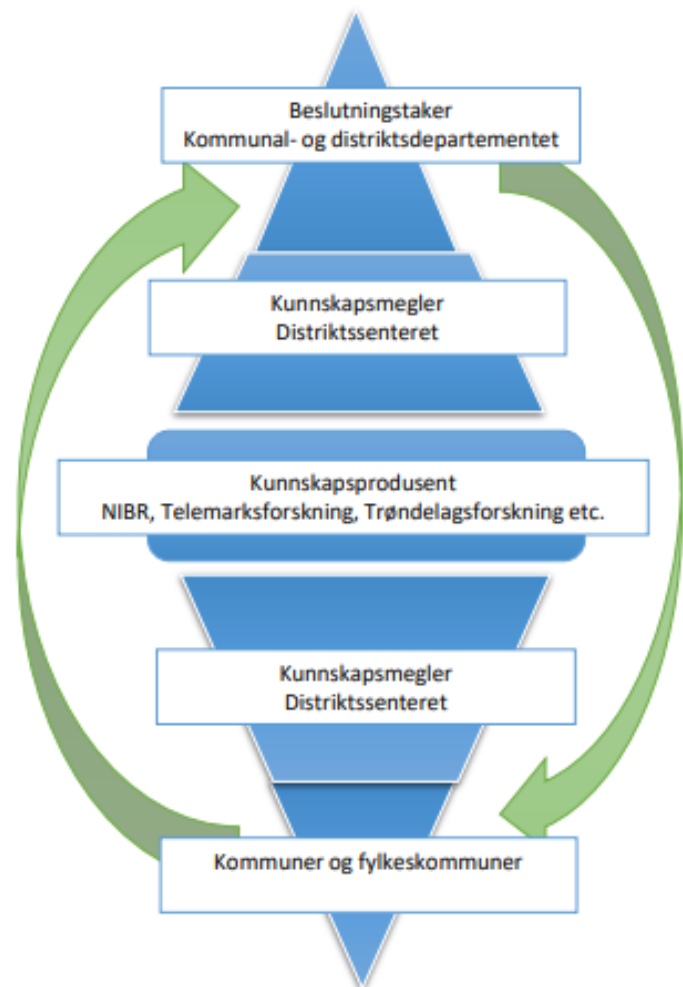 Beslutningstaker
Kommunal- og distriktsdepartementet
Kunnskapsmegler
Distriktssenteret
Kunnskapsprodusent
NIBR, Telemarksforskning, Trøndelagsforskning etc.
Kunnskapsmegler
Distriktssenteret
Kommuner og fylkeskommuner